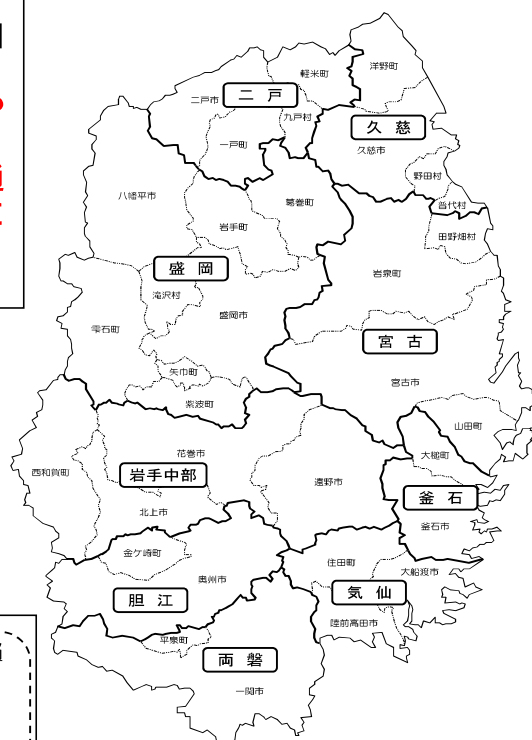 洋野町
軽米町
二戸市
二戸
九戸村
久慈
一戸町
久慈市
野田村
普代村
八幡平市
葛巻町
岩手町
田野畑村
盛岡
岩泉町
滝沢村
盛岡市
雫石町
宮古
矢巾町
宮古市
紫波町
山田町
花巻市
大槌町
西和賀町
岩手中部
遠野市
釜石
北上市
釜石市
金ケ崎町
住田町
大船渡市
奥州市
胆江
気仙
陸前高田市
平泉町
両磐
一関市